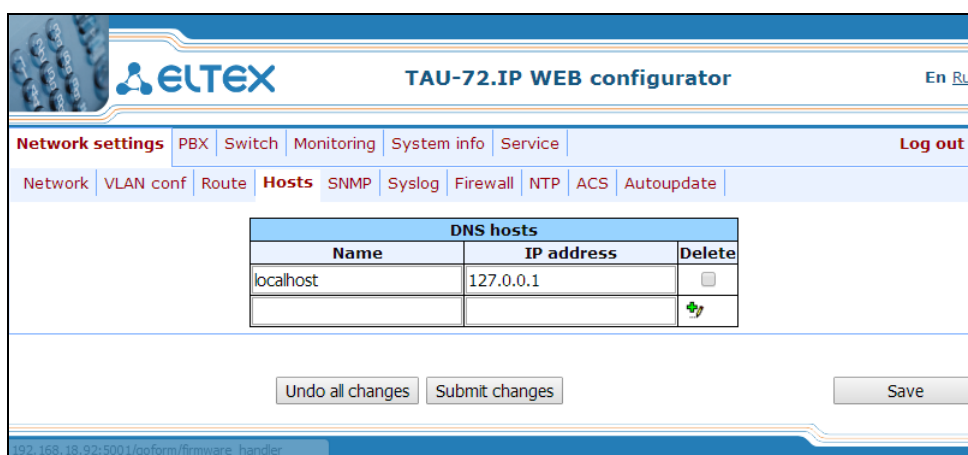 ELTEX
TAU-72.IP WEB configurator
En Ru
Network settings PBX Switch Monitoring System info Service Log out
Network VLAN conf Route Hosts SNMP Syslog Firewall NTP ACS Autoupdate
DNS hosts
Name IP address Delete
localhost 127.0.0.1
Undo all changes Submit changes Save
192.168.18.92:5001/goform/firmware_handler